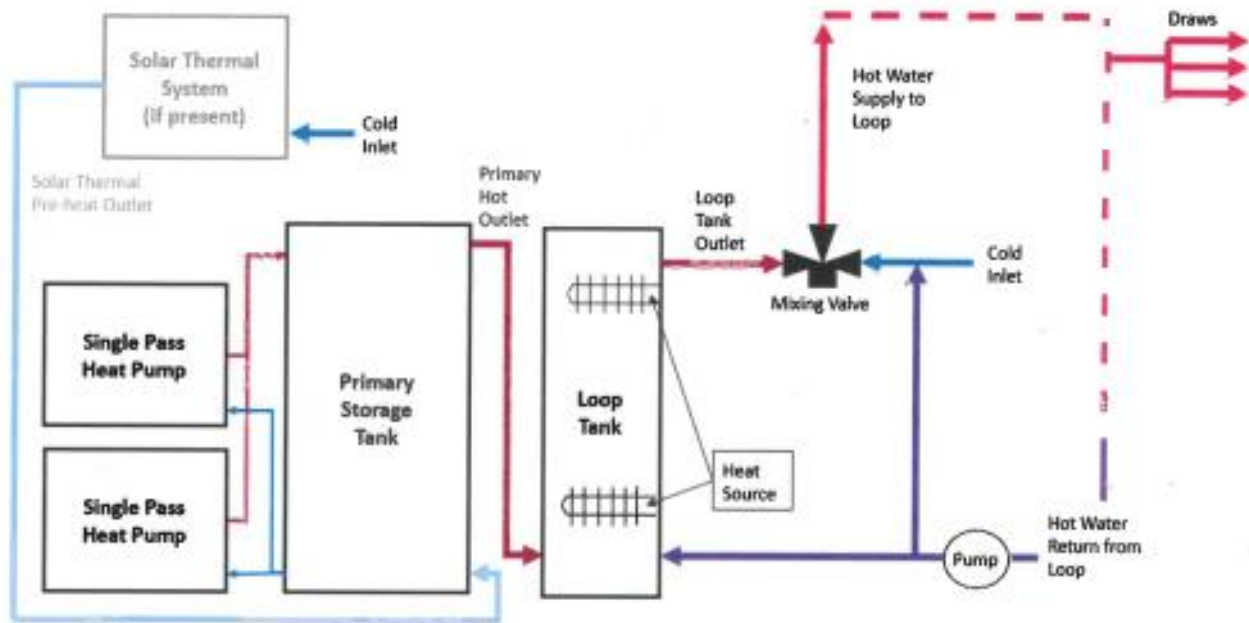 Solar Thermal
System
(if present)
Cold
Inlet
Solar Thermal
Pre-heat Outlet
Single Pass
Heat Pump
Single Pass
Heat Pump
Primary
Storage
Tank
Primary
Hot
Outlet
Loop
Tank
Heat
Source
Loop
Tank
Outlet
Mixing Valve
Cold
Inlet
Hot Water
Supply to
Loop
Draws
Pump
Hot Water
Return from
Loop